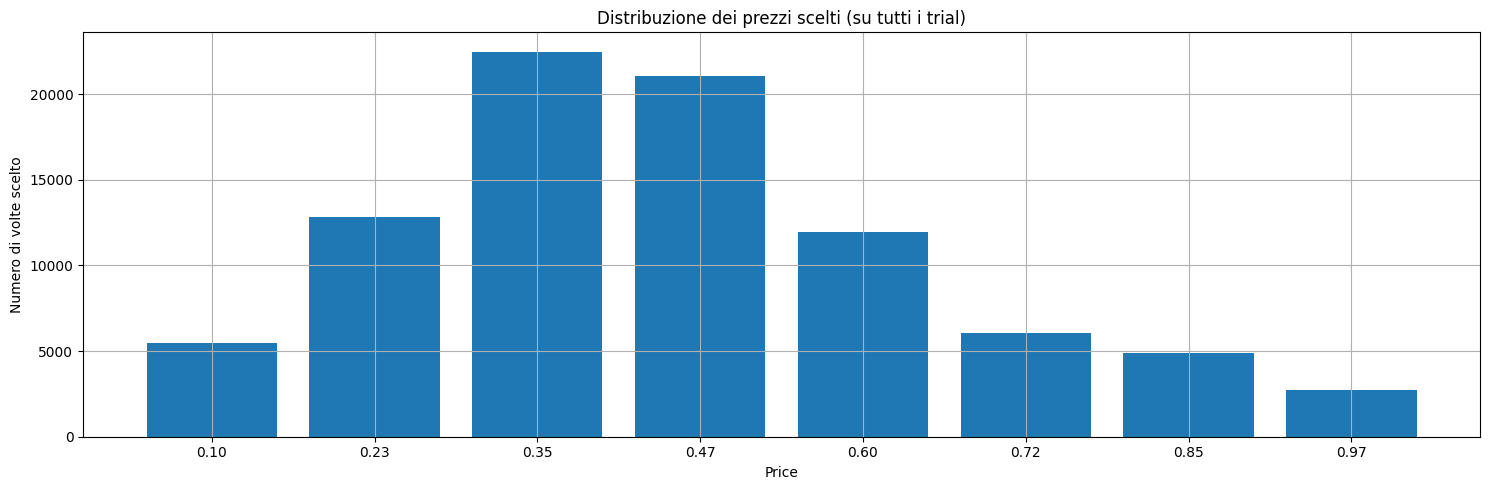 Distribuzione dei prezzi scelti (su tutti i trial)
Numero di volte scelto
20000
15000
10000
5000
0
0.10 0.23 0.35 0.47 0.60 0.72 0.85 0.97
Price